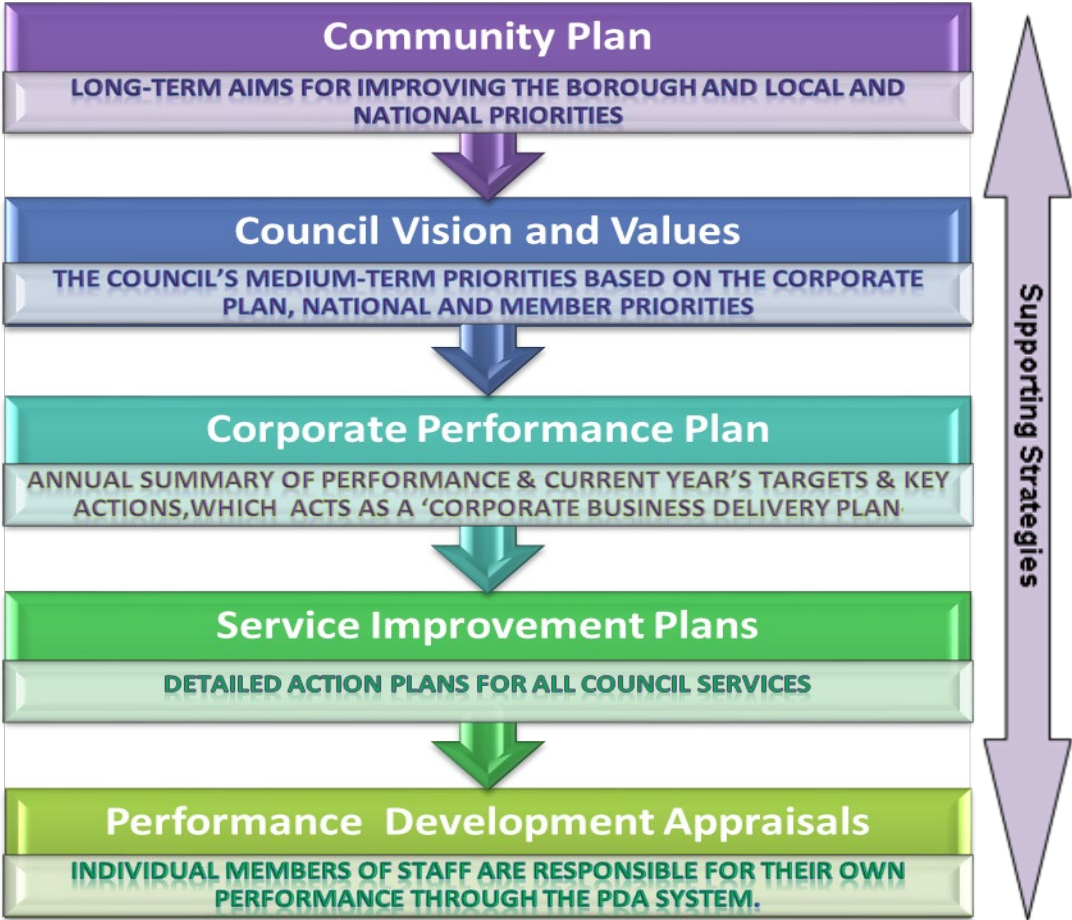 Community Plan
LONG-TERM AIMS FOR IMPROVING THE BOROUGH AND LOCAL AND
NATIONAL PRIORITIES
Council Vision and Values
THE COUNCIL’S MEDIUM-TERM PRIORITIES BASED ON THE CORPORATE
PLAN, NATIONAL AND MEMBER PRIORITIES
Corporate Performance Plan
ANNUAL SUMMARY OF PERFORMANCE & CURRENT YEAR’S TARGETS & KEY
ACTIONS,WHICH ACTS AS A ‘CORPORATE BUSINESS DELIVERY PLAN
Service Improvement Plans
DETAILED ACTION PLANS FOR ALL COUNCIL SERVICES
Performance Development Appraisals
INDIVIDUAL MEMBERS OF STAFF ARE RESPONSIBLE FOR THEIR OWN
PERFORMANCE THROUGH THE PDA SYSTEM.
Supporting Strategies